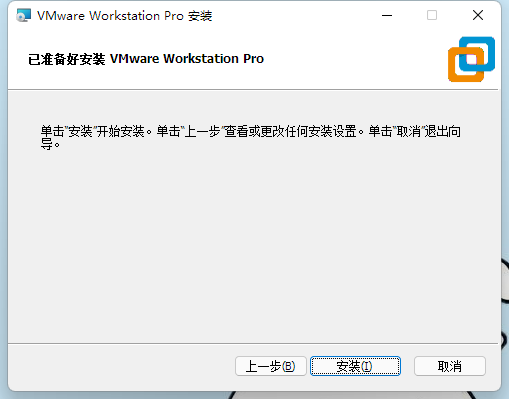 VMware Workstation Pro 安装
已准备好安装 VMware Workstation Pro
单击"安装"开始安装。单击"上一步"查看或更改任何安装设置。单击"取消"退出向
导。
上一步(B) 安装(I) 取消